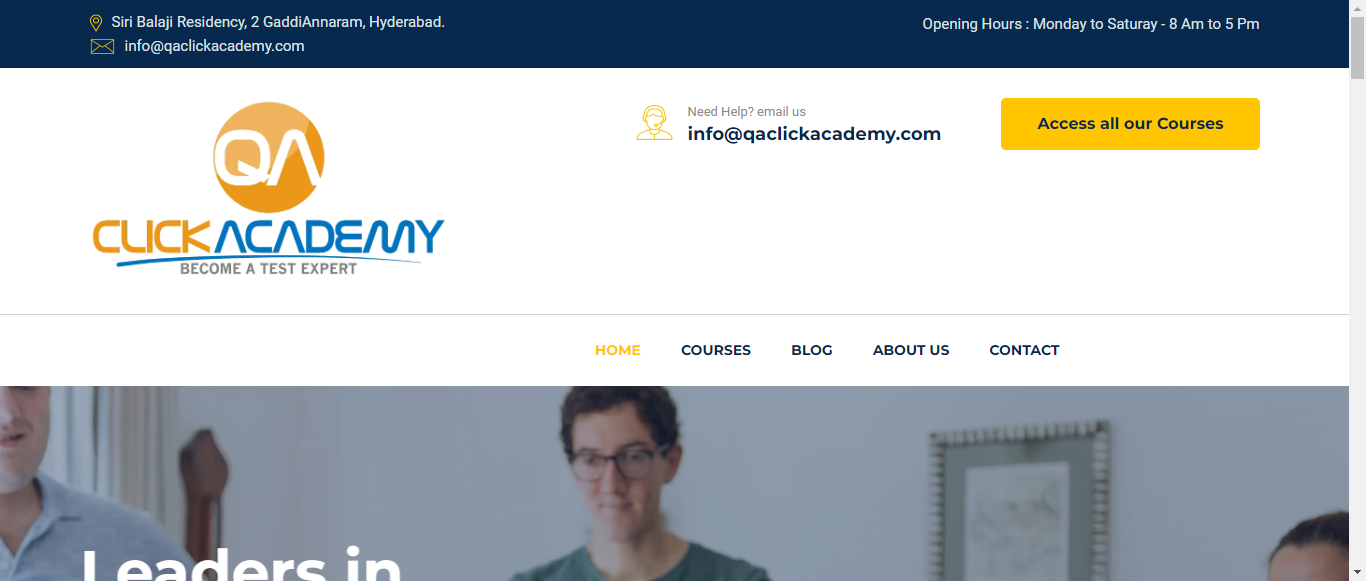 Siri Balaji Residency, 2 GaddiAnnaram, Hyderabad.
info@qaclickacademy.com
Opening Hours : Monday to Saturay - 8 Am to 5 Pm
QA
CLICK ACADEMY
BECOME A TEST EXPERT
Need Help? email us
info@qaclickacademy.com
Access all our Courses
HOME COURSES BLOG ABOUT US CONTACT
Leaders in